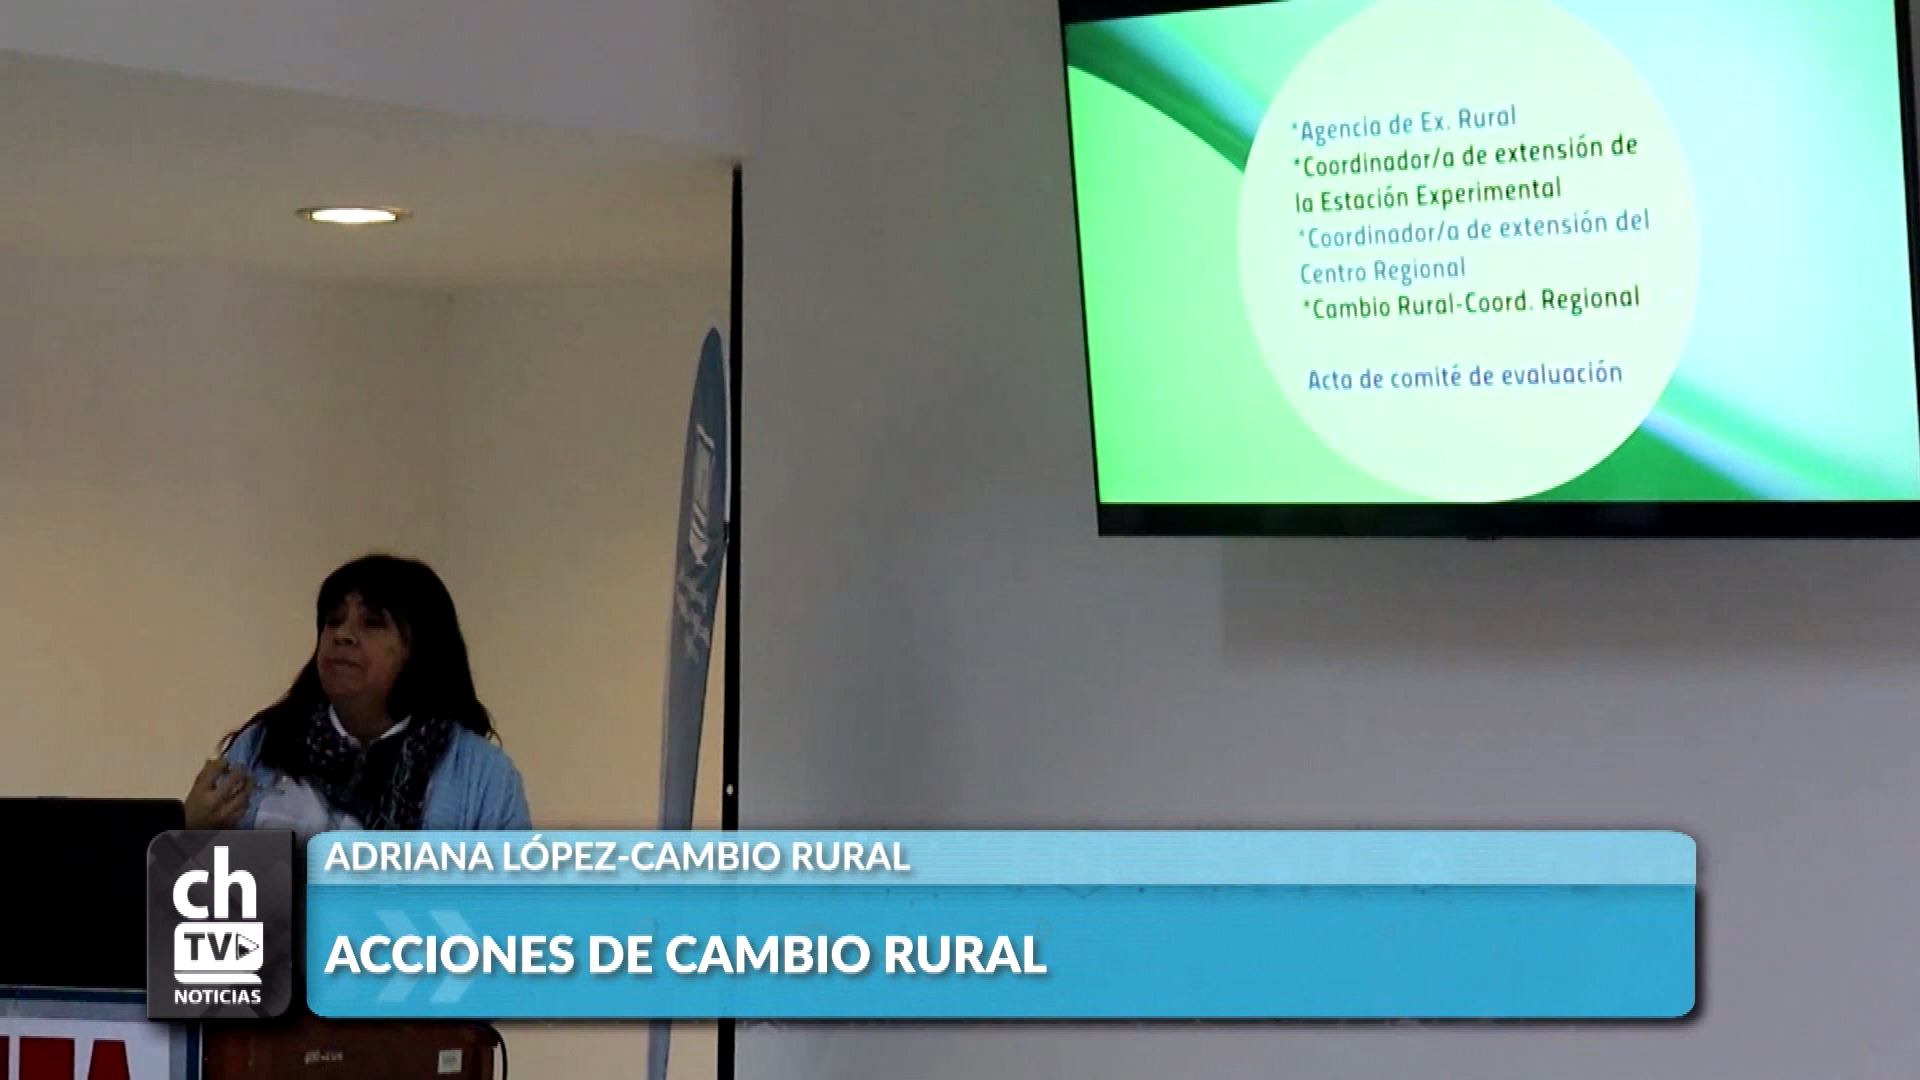 *Agencia de Ex. Rural
*Coordinador/a de extensión de
la Estación Experimental
*Coordinador/a de extensión del
Centro Regional
*Cambio Rural-Coord. Regional
Acta de comité de evaluación
ADRIANA LÓPEZ-CAMBIO RURAL
ACCIONES DE CAMBIO RURAL
ch
TV
NOTICIAS